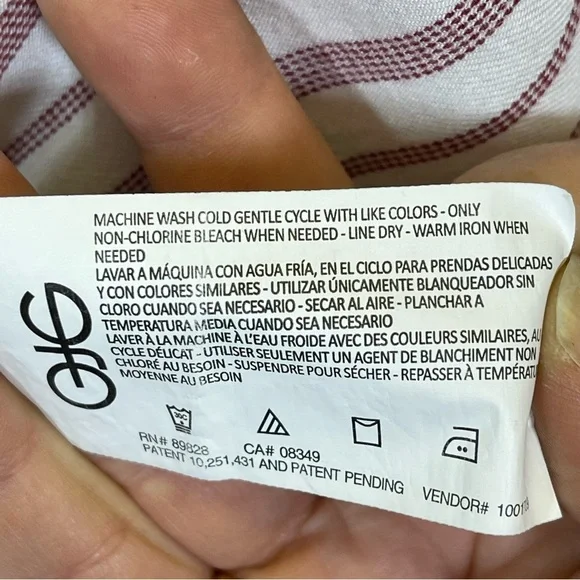 MACHINE WASH COLD GENTLE CYCLE WITH LIKE COLORS - ONLY
NON-CHLORINE BLEACH WHEN NEEDED - LINE DRY - WARM IRON WHEN
NEEDED
LAVAR A MÁQUINA CON AGUA FRÍA, EN EL CICLO PARA PRENDAS DELICADAS
Y CON COLORES SIMILARES - UTILIZAR ÚNICAMENTE BLANQUEADOR SIN
CLORO CUANDO SEA NECESARIO - SECAR AL AIRE - PLANCHAR A
TEMPERATURA MEDIA CUANDO SEA NECESARIO
LAVER À LA MACHINE À L'EAU FROIDE AVEC DES COULEURS SIMILAIRES, AU
CYCLE DÉLICAT - UTILISER SEULEMENT UN AGENT DE BLANCHIMENT NON
CHLORÉ AU BESOIN - SUSPENDRE POUR SÉCHER - REPASSER À
MOYENNE AU BESOIN
30C
RN# 89828 CA# 08349
PATENT 10,251,431 AND PATENT PENDING VENDOR#